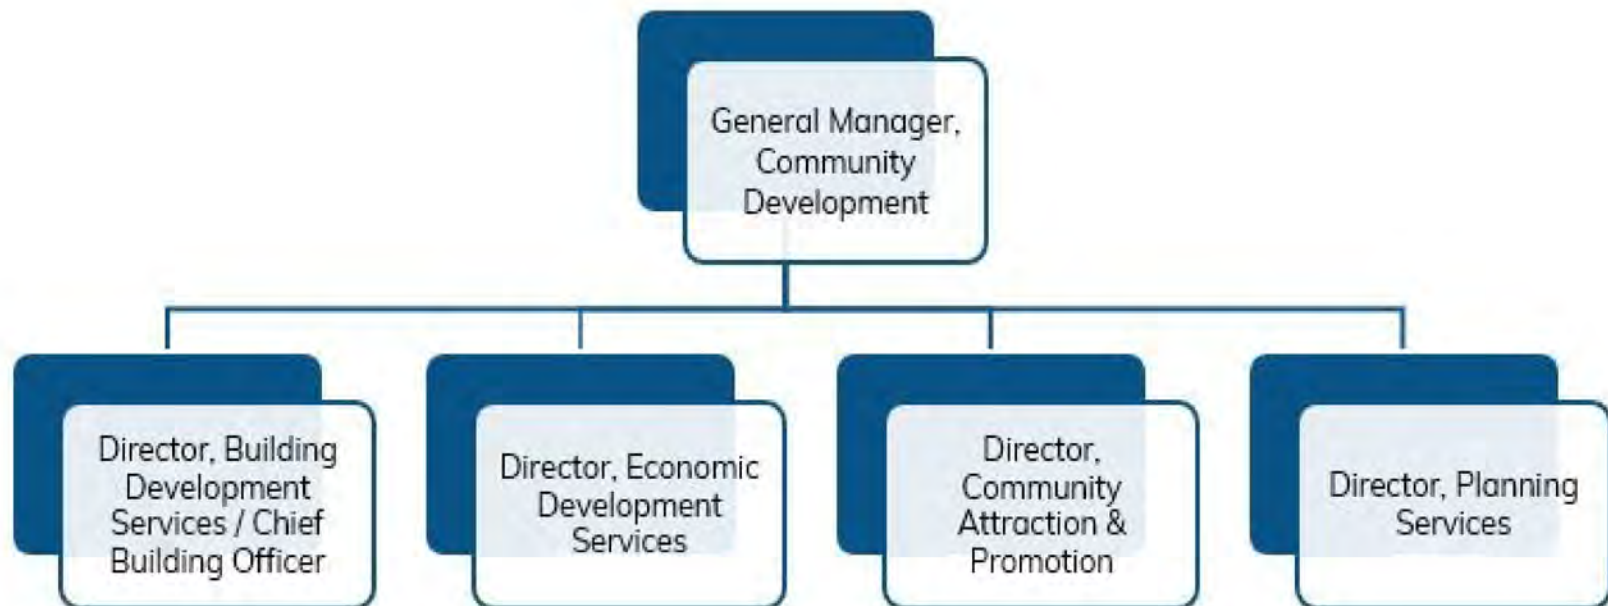 General Manager,
Community
Development
Director, Building
Development
Services / Chief
Building Officer
Director, Economic
Development
Services
Director,
Community
Attraction &
Promotion
Director, Planning
Services